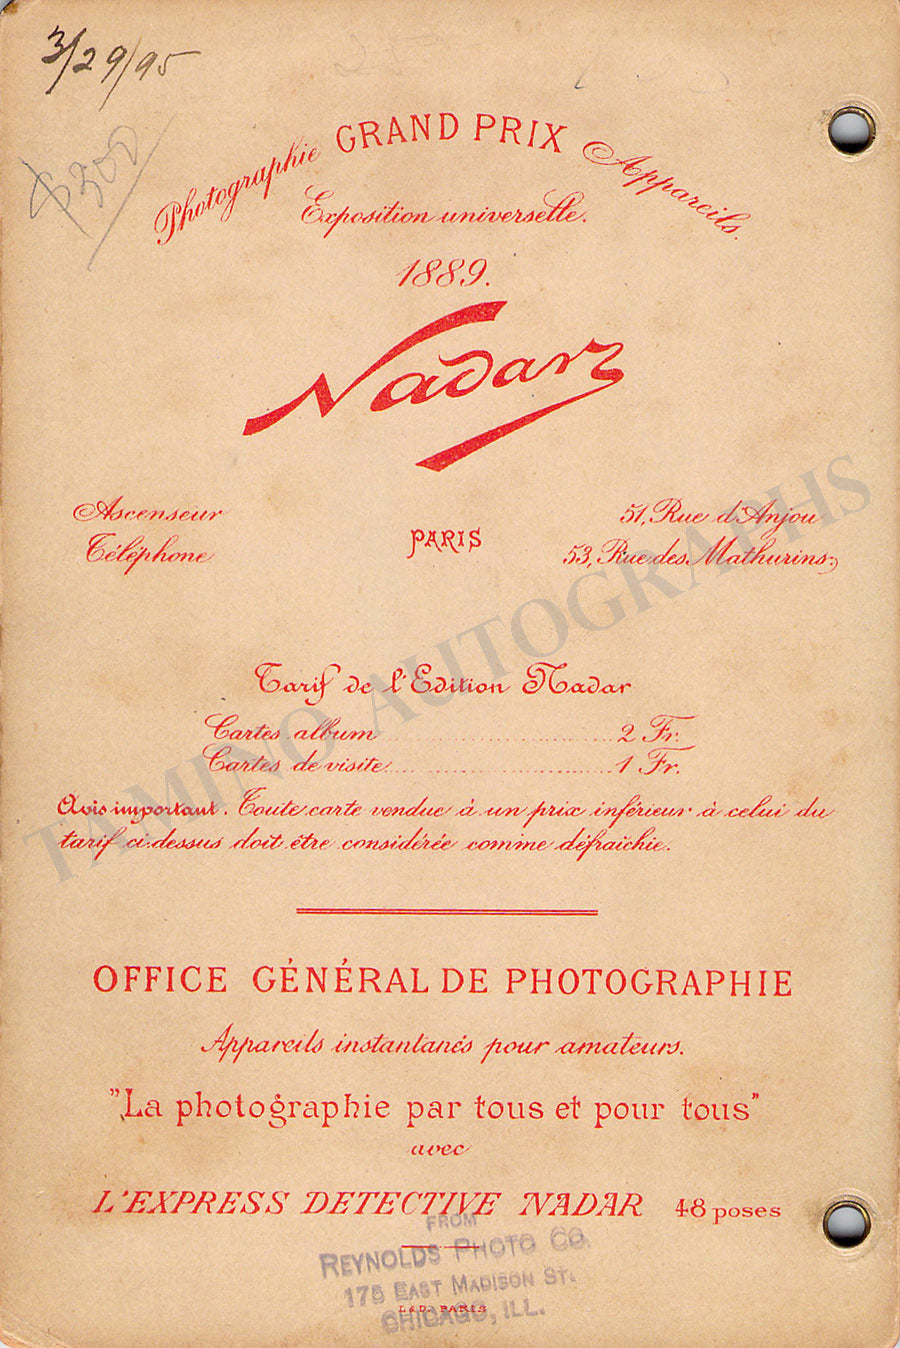 3/29/95
$300
Photographie GRAND PRIX Appareils.
Exposition universelle.
1889.
Nadar
Ascenseur
Téléphone
PARIS
51, Rue d'Anjou
53, Rue des Mathurins.
Tarif de l'Edition Nadar
Cartes album ........................ 2 Fr.
Cartes de visite ........................ 1 Fr.
Avis important. Toute carte vendue à un prix inférieur à celui du
tarif ci-dessus doit être considérée comme défraichie.
TAMINO AUTOGRAPHS
OFFICE GÉNÉRAL DE PHOTOGRAPHIE
Appareils instantanés pour amateurs.
"La photographie par tous et pour tous"
avec
L'EXPRESS DETECTIVE NADAR 48 poses
FROM
REYNOLDS PHOTO CO.
175 EAST MADISON ST.
CHICAGO, ILL.
L&D. PARIS